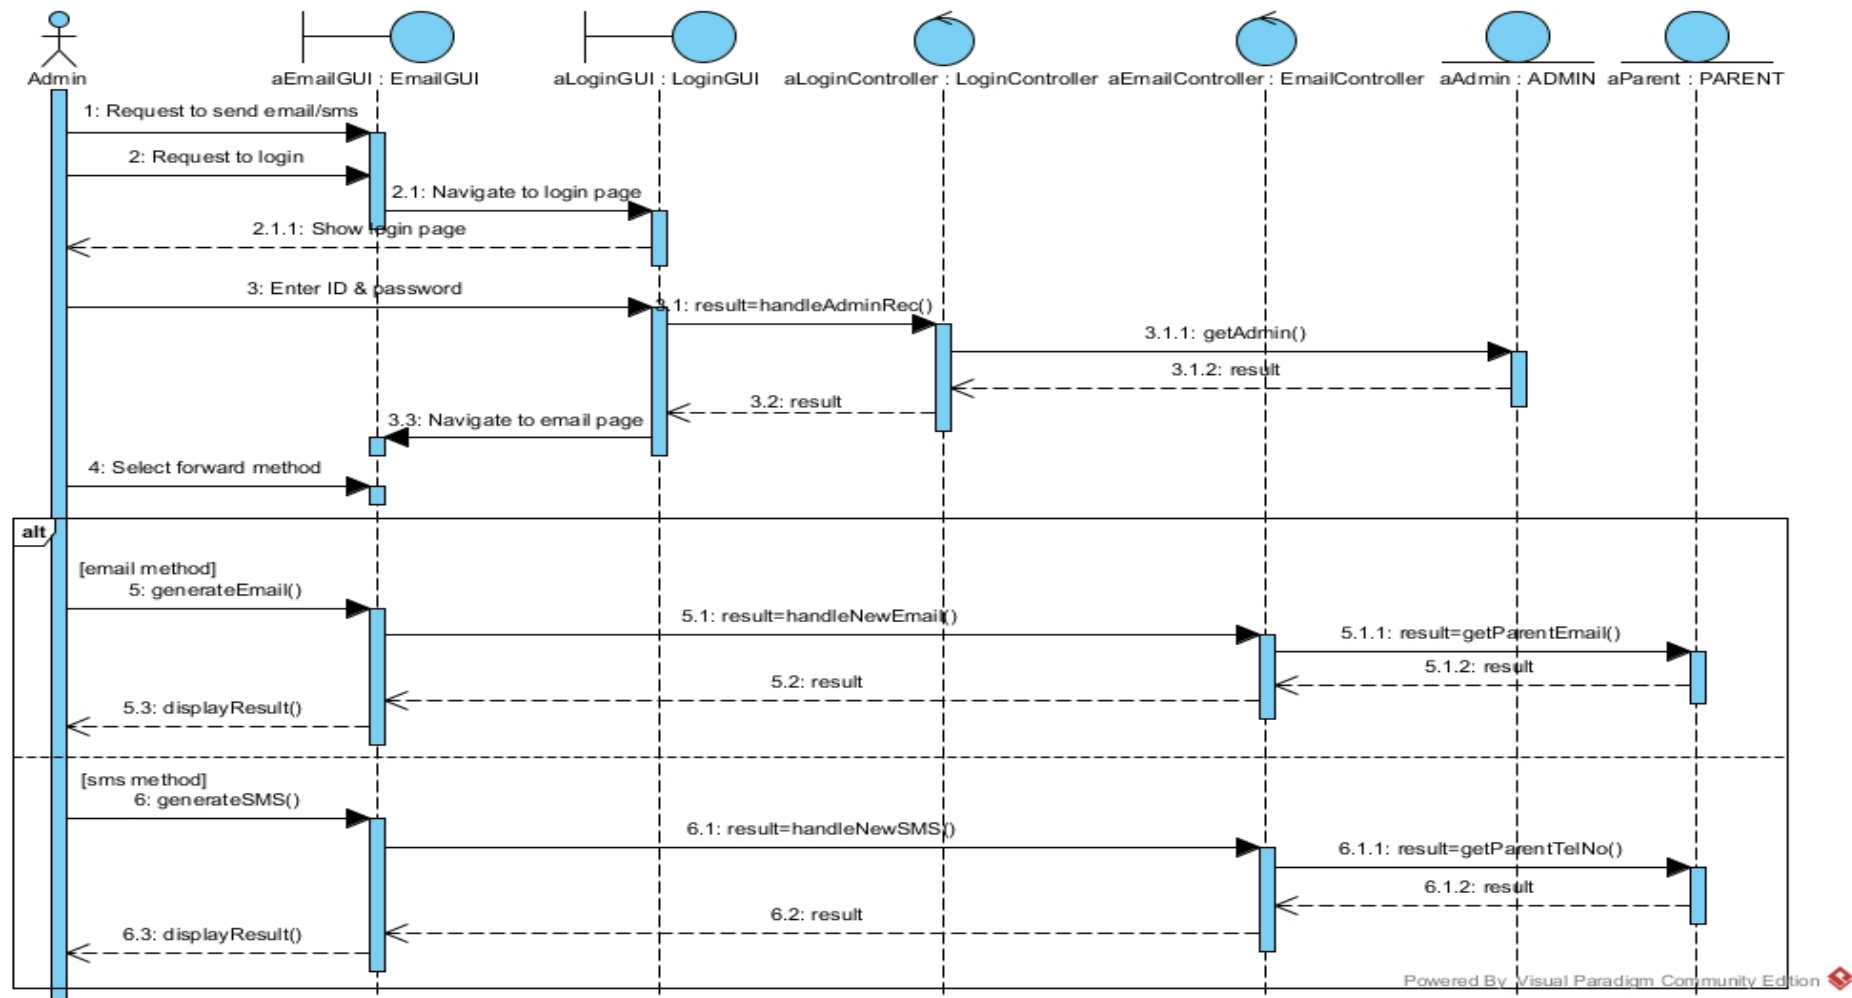 Admin
aEmailGUI : EmailGUI
aLoginGUI : LoginGUI
aLoginController : LoginController
aEmailController : EmailController
aAdmin : ADMIN
aParent : PARENT
1: Request to send email/sms
2: Request to login
2.1: Navigate to login page
2.1.1: Show login page
3: Enter ID & password
3.1: result=handleAdminRec()
3.1.1: getAdmin()
3.1.2: result
3.2: result
3.3: Navigate to email page
4: Select forward method
alt
[email method]
5: generateEmail()
5.1: result=handleNewEmail()
5.1.1: result=getParentEmail()
5.1.2: result
5.2: result
5.3: displayResult()
[sms method]
6: generateSMS()
6.1: result=handleNewSMS()
6.1.1: result=getParentTelNo()
6.1.2: result
6.2: result
6.3: displayResult()
Powered By Visual Paradigm Community Edition